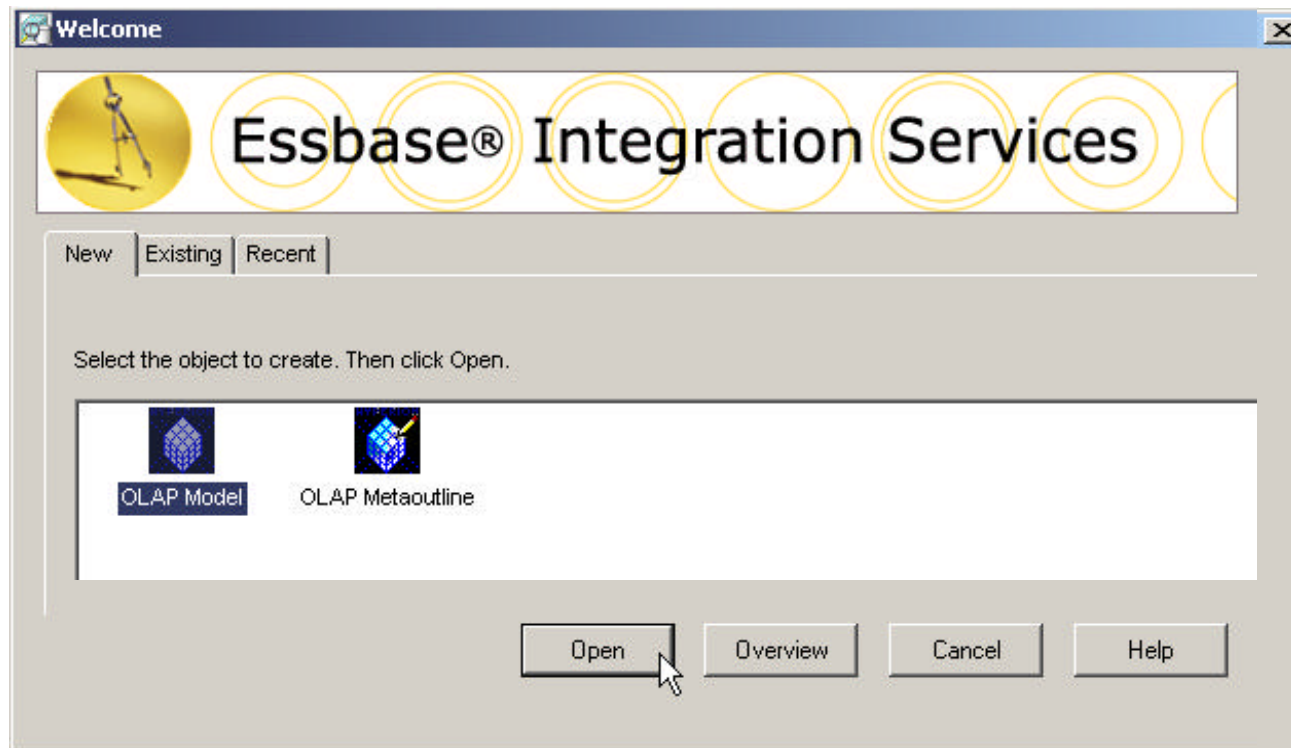 Welcome
Essbase® Integration Services
New Existing Recent
Select the object to create. Then click Open.
OLAP Model OLAP Metaoutline
Open Overview Cancel Help